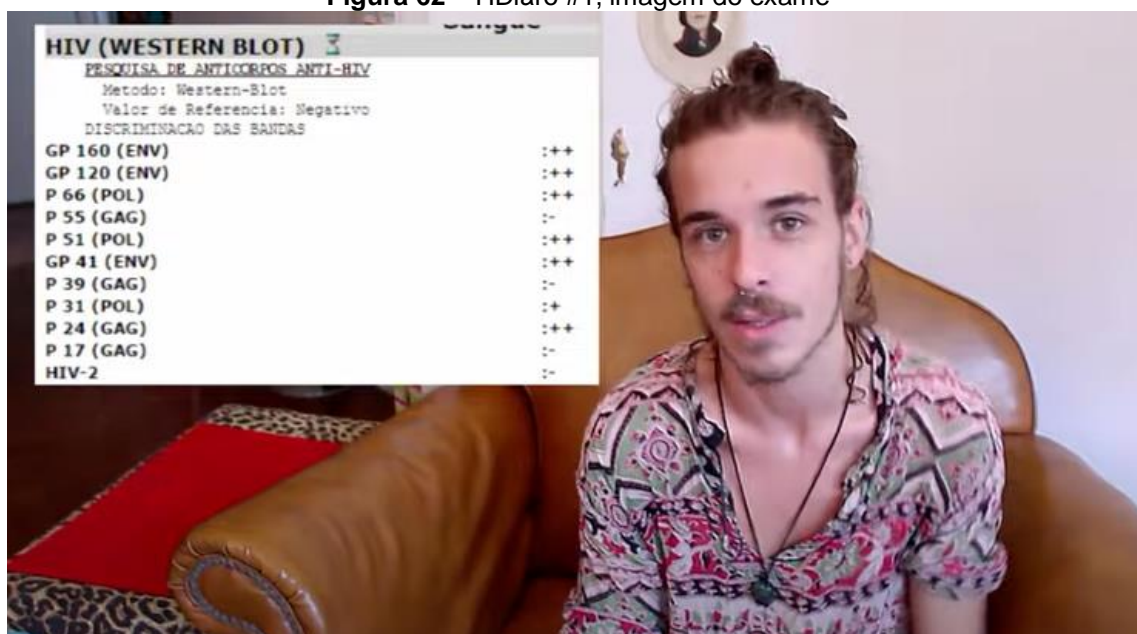 HIV (WESTERN BLOT)
PESQUISA DE ANTICORPOS ANTI-HIV
Metodo: Western-Blot
Valor de Referencia: Negativo
DISCRIMINACAO DAS BANDAS
GP 160 (ENV) :++
GP 120 (ENV) :++
P 66 (POL) :++
P 55 (GAG) :-
P 51 (POL) :++
GP 41 (ENV) :++
P 39 (GAG) :-
P 31 (POL) :+
P 24 (GAG) :++
P 17 (GAG) :-
HIV-2 :-